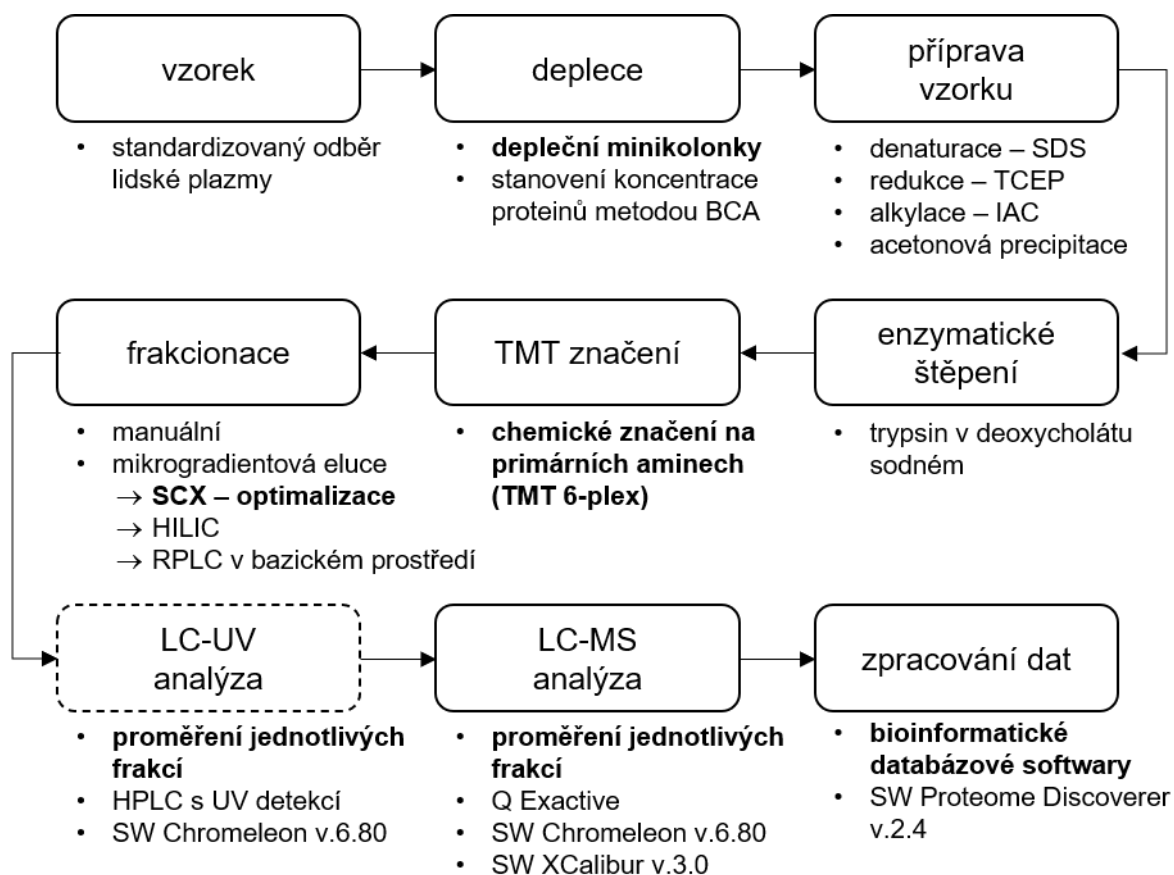 vzorek
• standardizovaný odběr
lidské plazmy
deplece
• depleční minikolonky
• stanovení koncentrace
proteinů metodou BCA
příprava
vzorku
• denaturace – SDS
• redukce – TCEP
• alkylace – IAC
• acetonová precipitace
enzymatické
štěpení
• trypsin v deoxycholátu
sodném
TMT značení
• chemické značení na
primárních aminech
(TMT 6-plex)
frakcionace
• manuální
• mikrogradientová eluce
→ SCX – optimalizace
→ HILIC
→ RPLC v bazickém prostředí
LC-UV
analýza
• proměření jednotlivých
frakcí
• HPLC s UV detekcí
• SW Chromeleon v.6.80
LC-MS
analýza
• proměření jednotlivých
frakcí
• Q Exactive
• SW Chromeleon v.6.80
• SW XCalibur v.3.0
zpracování dat
• bioinformatické
databázové softwary
• SW Proteome Discoverer
v.2.4